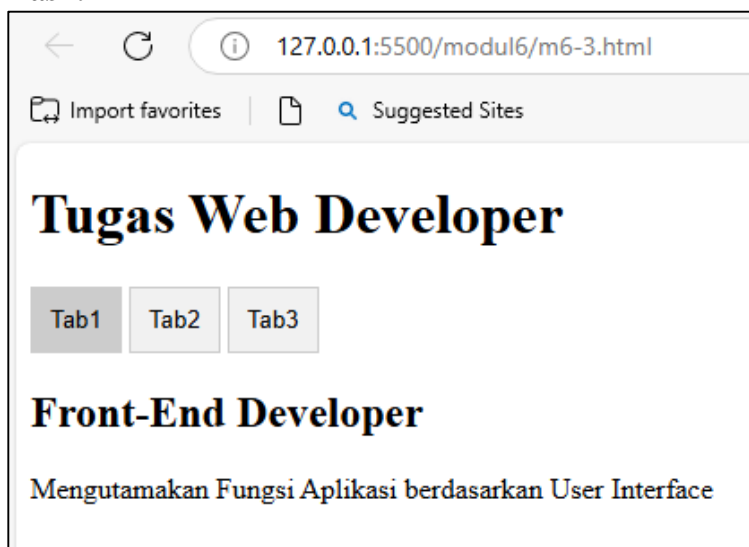 127.0.0.1:5500/modul6/m6-3.html
Import favorites Suggested Sites
Tugas Web Developer
Tab1 Tab2 Tab3
Front-End Developer
Mengutamakan Fungsi Aplikasi berdasarkan User Interface